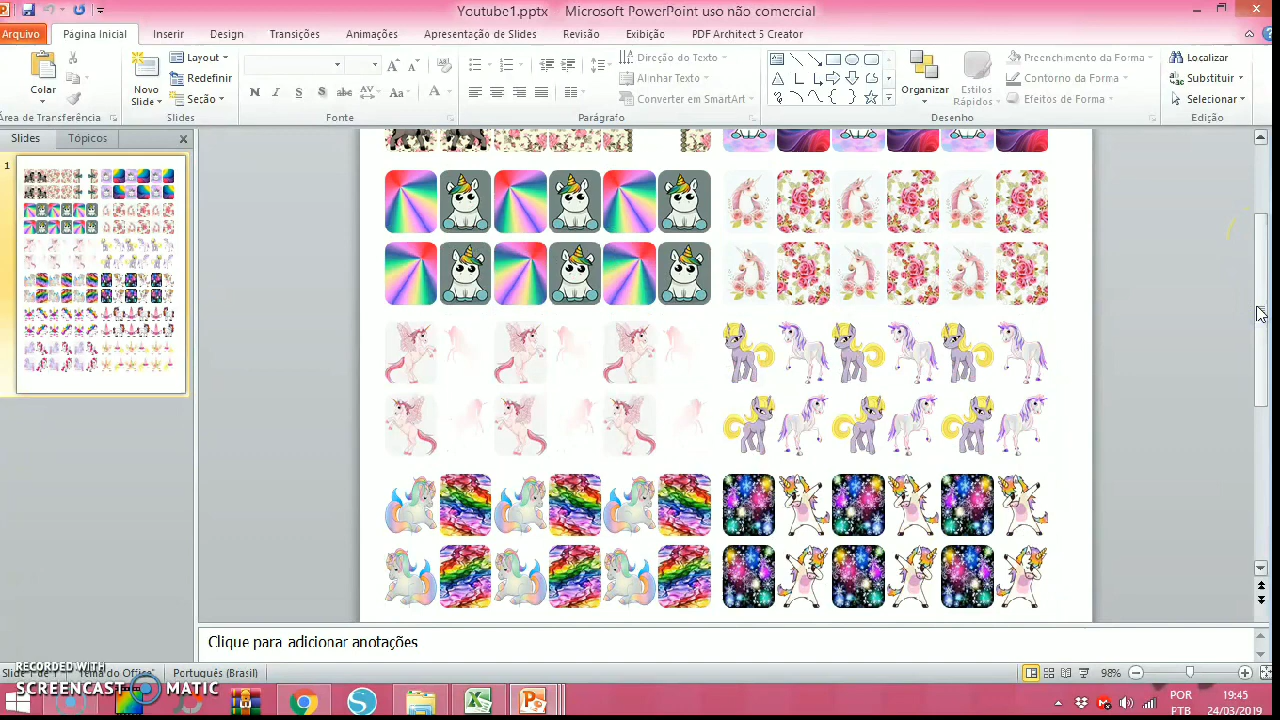 Youtube1.pptx - Microsoft PowerPoint uso não comercial
Arquivo Página Inicial Inserir Design Transições Animações Apresentação de Slides Revisão Exibição PDF Architect 5 Creator
Colar
Novo Slide
Layout
Redefinir
Seção
N I S S abc AV Aa A
Direção do Texto
Alinhar Texto
Converter em SmartArt
Organizar
Estilos Rápidos
Preenchimento da Forma
Contorno da Forma
Efeitos de Forma
Localizar
Substituir
Selecionar
Área de Transferência Slides Fonte Parágrafo Desenho Edição
Slides Tópicos
1
Clique para adicionar anotações
Slide 1 de 1 "Tema do Office" Português (Brasil) 98%
RECORDED WITH
SCREENCAST MATIC
POR 19:45
PTB 24/03/2019